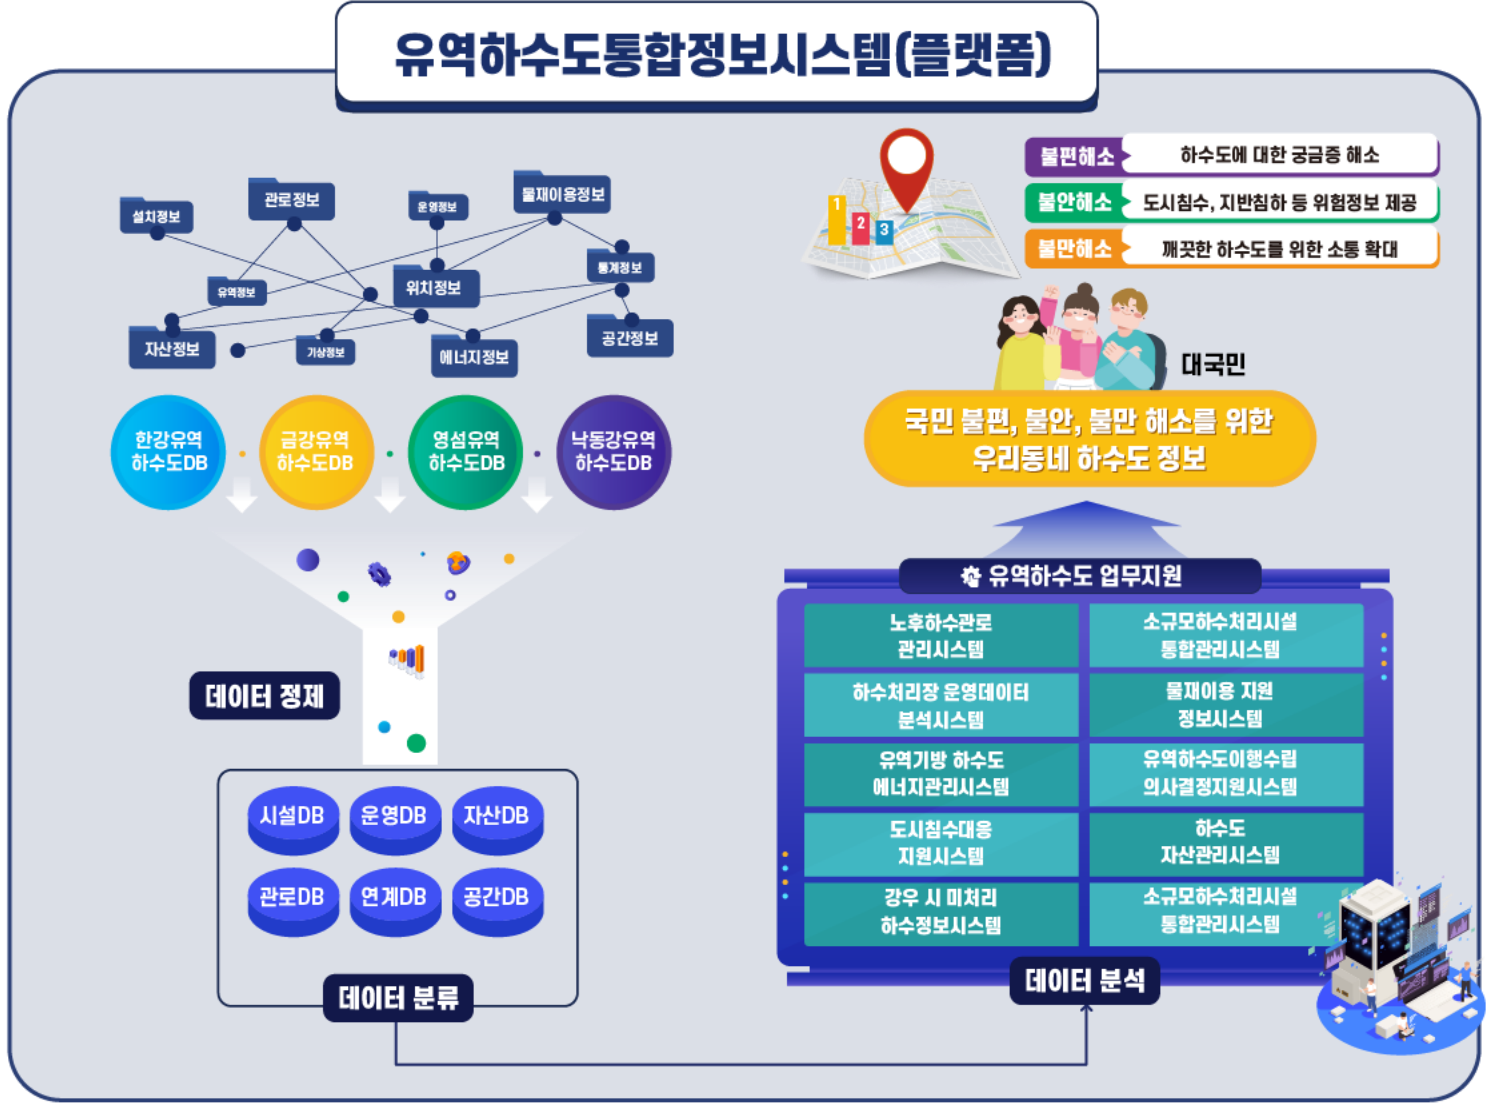 유역하수도통합정보시스템(플랫폼)
설치정보
관로정보
운영정보
물재이용정보
유역정보
위치정보
통계정보
자산정보
기상정보
에너지정보
공간정보
한강유역
하수도DB
금강유역
하수도DB
영섬유역
하수도DB
낙동강유역
하수도DB
데이터 정제
시설DB
운영DB
자산DB
관로DB
연계DB
공간DB
데이터 분류
1
2
3
불편해소
하수도에 대한 궁금증 해소
불안해소
도시침수, 지반침하 등 위험정보 제공
불만해소
깨끗한 하수도를 위한 소통 확대
대국민
국민 불편, 불안, 불만 해소를 위한
우리동네 하수도 정보
유역하수도 업무지원
노후하수관로
관리시스템
소규모하수처리시설
통합관리시스템
하수처리장 운영데이터
분석시스템
물재이용 지원
정보시스템
유역기방 하수도
에너지관리시스템
유역하수도이행수립
의사결정지원시스템
도시침수대응
지원시스템
하수도
자산관리시스템
강우 시 미처리
하수정보시스템
소규모하수처리시설
통합관리시스템
데이터 분석